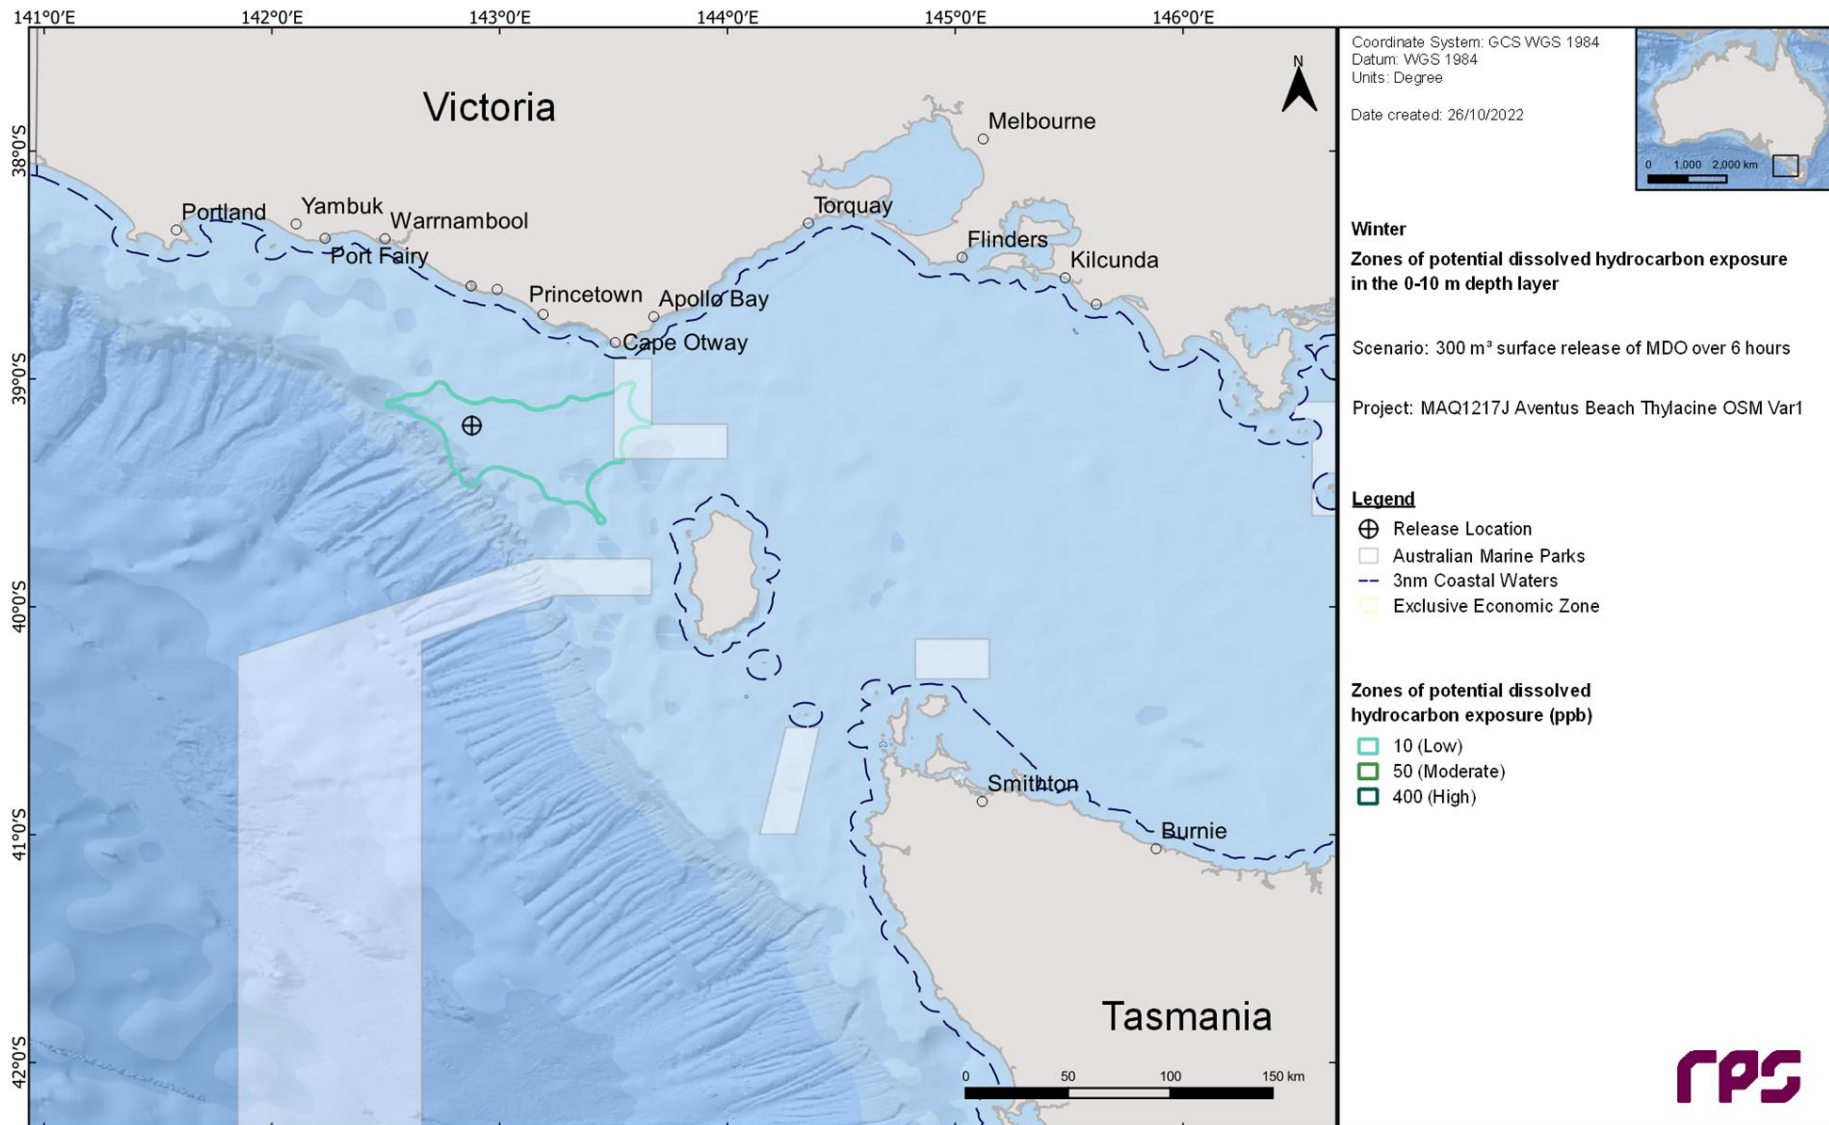 141°0'E
142°0'E
143°0'E
144°0'E
145°0'E
146°0'E
38°0'S
39°0'S
40°0'S
41°0'S
42°0'S
N
Victoria
Melbourne
Portland
Yambuk
Warrnambool
Port Fairy
Torquay
Flinders
Kilcunda
Princetown
Apollo Bay
Cape Otway
Smithton
Burnie
Tasmania
0 50 100 150 km
Coordinate System: GCS WGS 1984
Datum: WGS 1984
Units: Degree
Date created: 26/10/2022
0 1,000 2,000 km
Winter
Zones of potential dissolved hydrocarbon exposure
in the 0-10 m depth layer
Scenario: 300 m³ surface release of MDO over 6 hours
Project: MAQ1217J Aventus Beach Thylacine OSM Var1
Legend
Release Location
Australian Marine Parks
3nm Coastal Waters
Exclusive Economic Zone
Zones of potential dissolved
hydrocarbon exposure (ppb)
10 (Low)
50 (Moderate)
400 (High)
rps